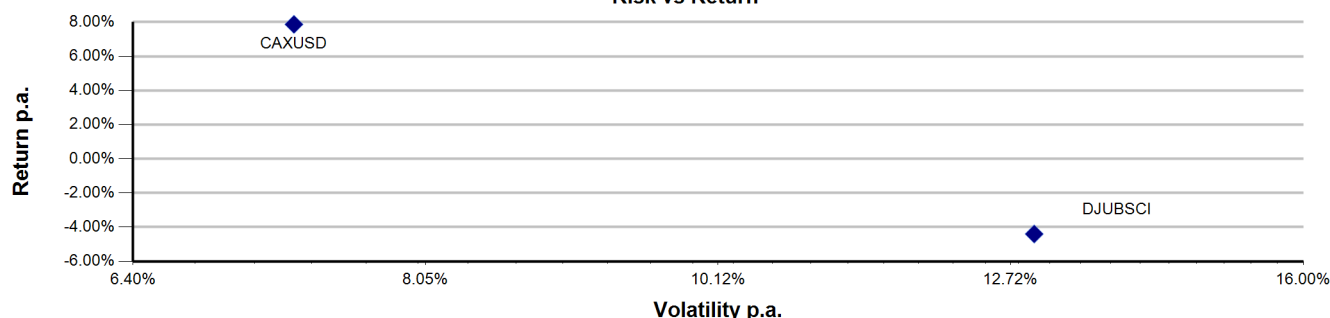 Risk vs Return
8.00%
CAXUSD
6.00%
4.00%
2.00%
0.00%
-2.00%
DJUBSCI
-4.00%
-6.00%
Return p.a.
6.40% 8.05% 10.12% 12.72% 16.00%
Volatility p.a.